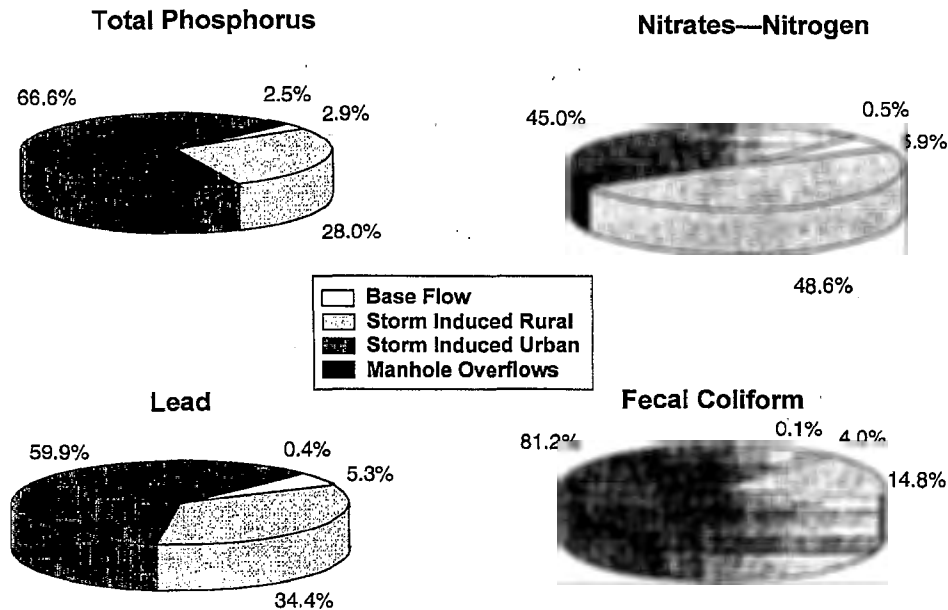 Total Phosphorus
66.6%
2.5%
2.9%
28.0%
Nitrates—Nitrogen
45.0%
0.5%
48.6%
Base Flow
Storm Induced Rural
Storm Induced Urban
Manhole Overflows
Lead
59.9%
0.4%
5.3%
34.4%
Fecal Coliform
81.2%
0.1%
4.0%
14.8%